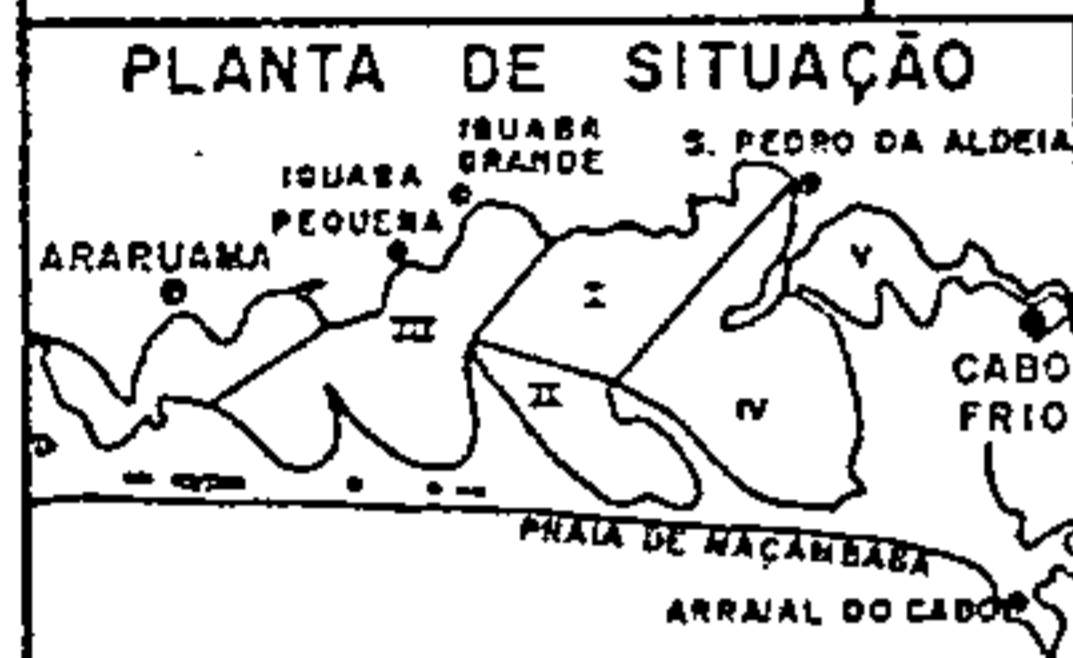 PLANTA DE SITUAÇÃO
IGUABA
GRANDE
S. PEDRO DA ALDEIA
IGUABA
PEQUENA
ARARUAMA
V
I
III
CABO
FRIO
II
IV
PRAIA DE MAÇAMBABA
ARRAIAL DO CABO